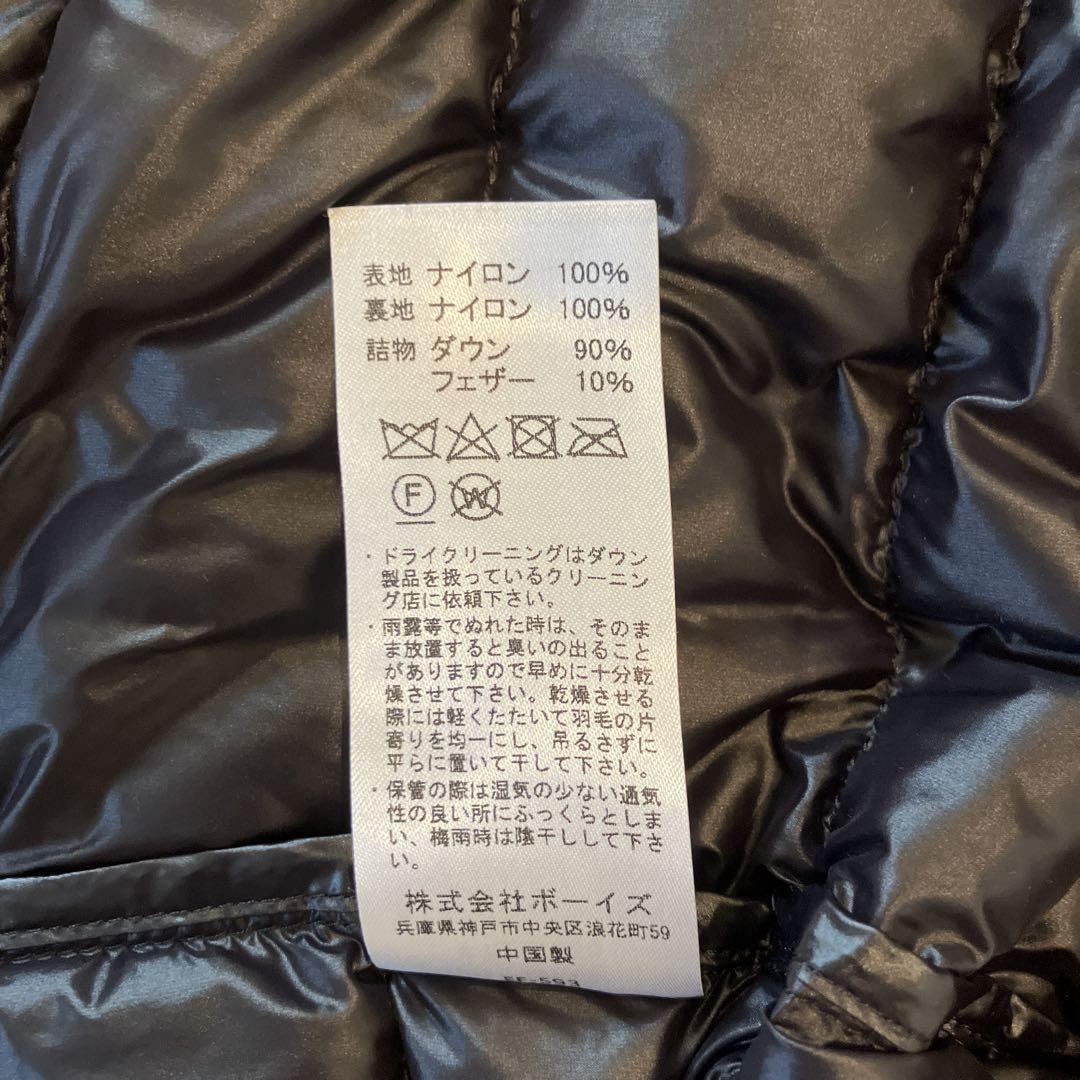 表地 ナイロン 100%
裏地 ナイロン 100%
詰物 ダウン 90%
フェザー 10%
F W
・ドライクリーニングはダウン
製品を扱っているクリーニン
グ店に依頼下さい。
・雨露等でぬれた時は、そのま
ま放置すると臭いの出ること
がありますので早めに十分乾
燥させて下さい。乾燥させる
際には軽くたたいて羽毛の片
寄りを均一にし、吊るさずに
平らに置いて干して下さい。
・保管の際は湿気の少ない通気
性の良い所にふっくらとしま
い、梅雨時は陰干しして下さ
い。
株式会社ボーイズ
兵庫県神戸市中央区浪花町59
中国製